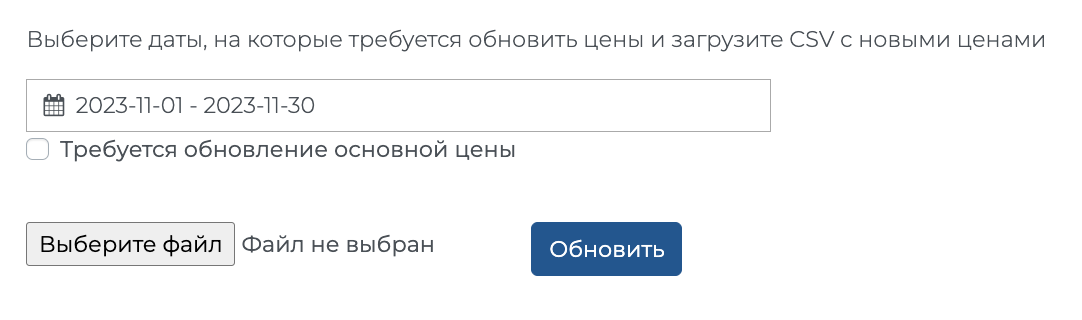 Выберите даты, на которые требуется обновить цены и загрузите CSV с новыми ценами
2023-11-01 - 2023-11-30
Требуется обновление основной цены
Выберите файл Файл не выбран Обновить